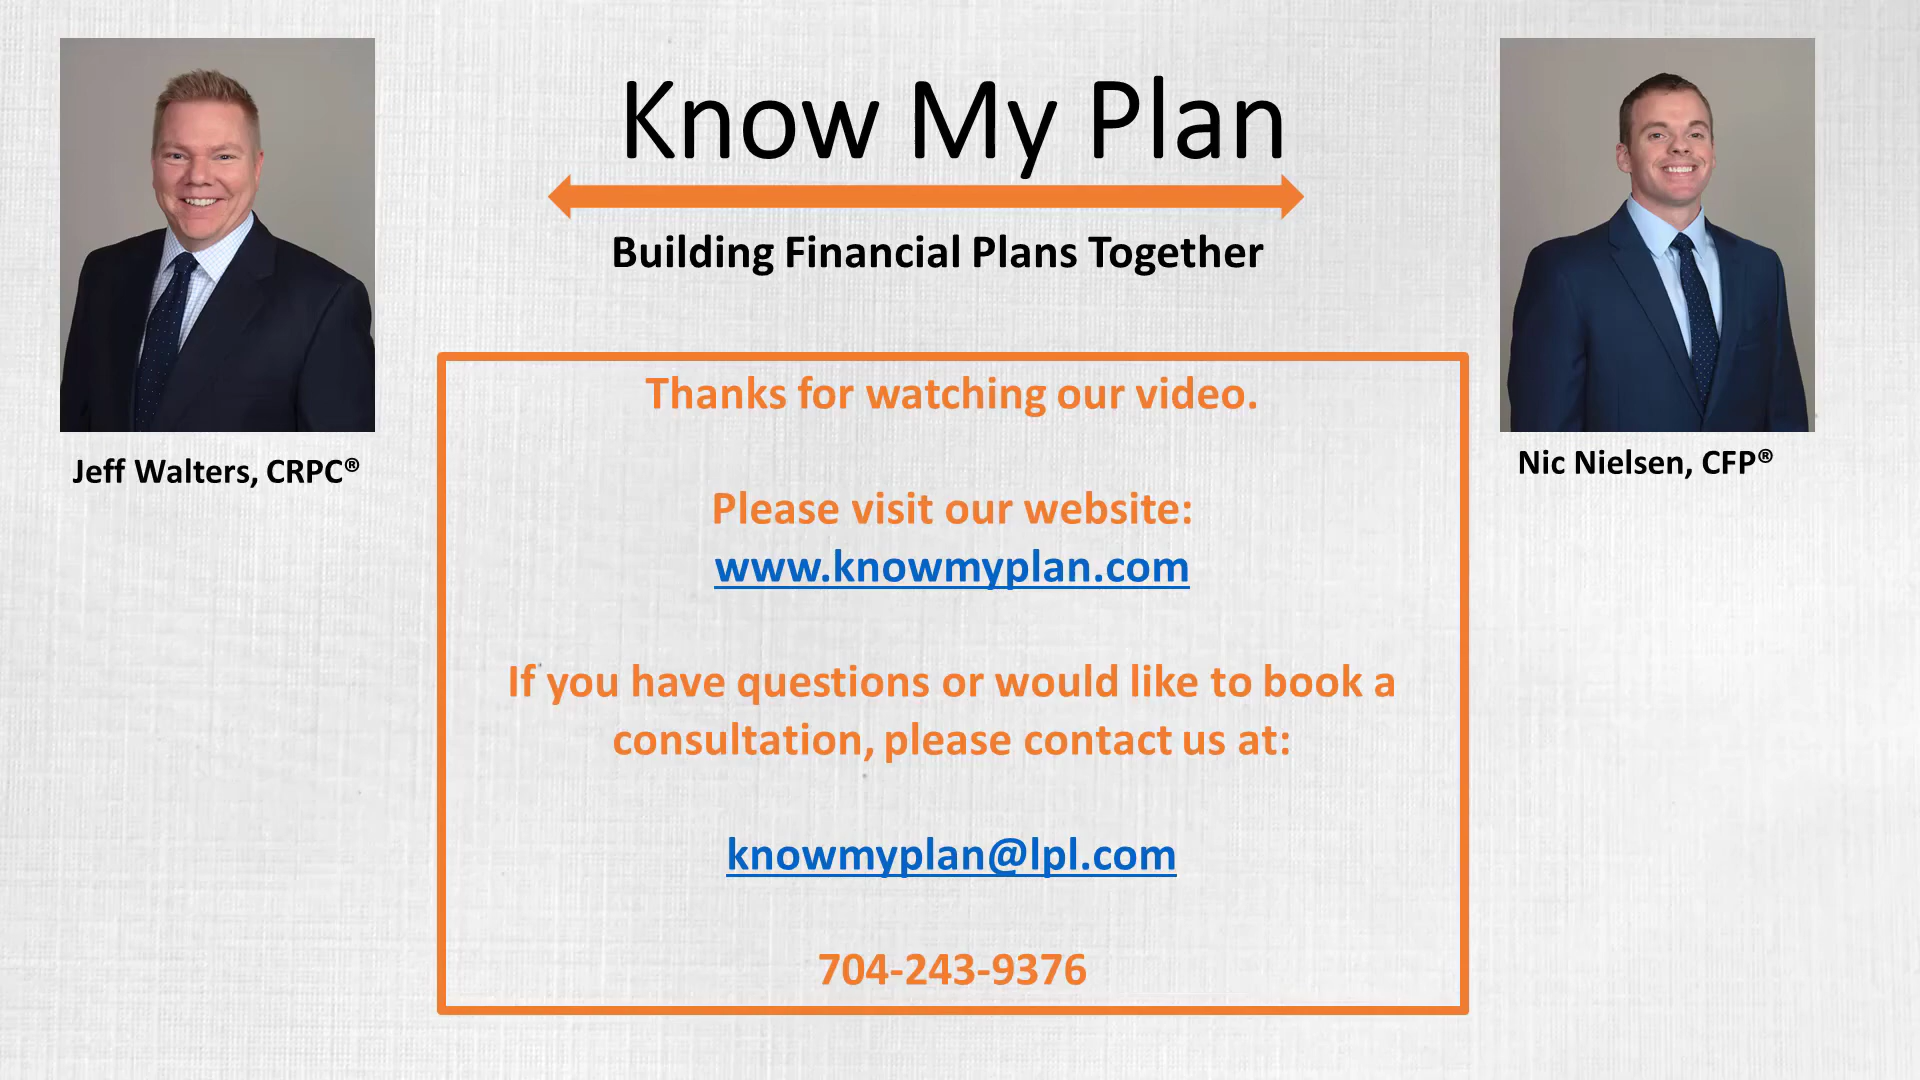 Know My Plan
Building Financial Plans Together
Jeff Walters, CRPC®
Nic Nielsen, CFP®
Thanks for watching our video.
Please visit our website:
www.knowmyplan.com
If you have questions or would like to book a
consultation, please contact us at:
knowmyplan@lpl.com
704-243-9376